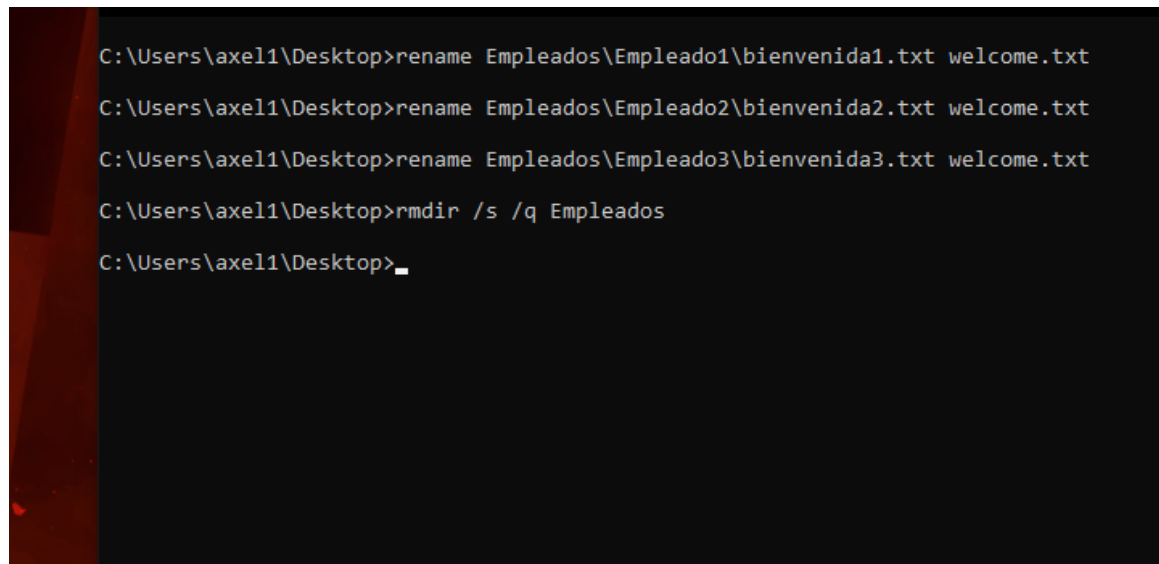 C:\Users\axel1\Desktop>rename Empleados\Empleado1\bienvenida1.txt welcome.txt
C:\Users\axel1\Desktop>rename Empleados\Empleado2\bienvenida2.txt welcome.txt
C:\Users\axel1\Desktop>rename Empleados\Empleado3\bienvenida3.txt welcome.txt
C:\Users\axel1\Desktop>rmdir /s /q Empleados
C:\Users\axel1\Desktop>